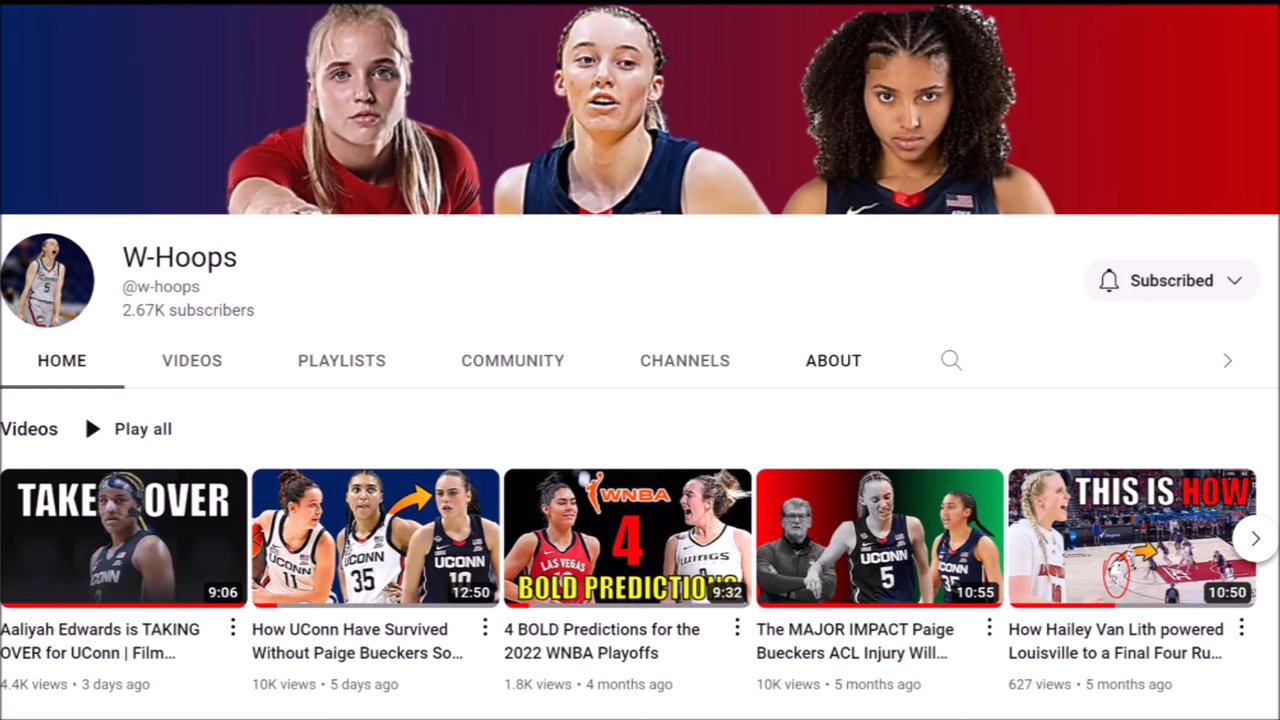 W-Hoops
@w-hoops
2.67K subscribers
Subscribed
HOME VIDEOS PLAYLISTS COMMUNITY CHANNELS ABOUT
Videos Play all
TAKE OVER
9:06
UCONN
11
UCONN
35
UCONN
12:50
WNBA
4
BOLD PREDICTIONS
LAS VEGAS
WINGS
9:32
UCONN
5
UCONN
35
10:55
THIS IS HOW
10:50
Aaliyah Edwards is TAKING
OVER for UConn | Film...
4.4K views • 3 days ago
How UConn Have Survived
Without Paige Bueckers So...
10K views • 5 days ago
4 BOLD Predictions for the
2022 WNBA Playoffs
1.8K views • 4 months ago
The MAJOR IMPACT Paige
Bueckers ACL Injury Will...
10K views • 5 months ago
How Hailey Van Lith powered
Louisville to a Final Four Ru...
627 views • 5 months ago